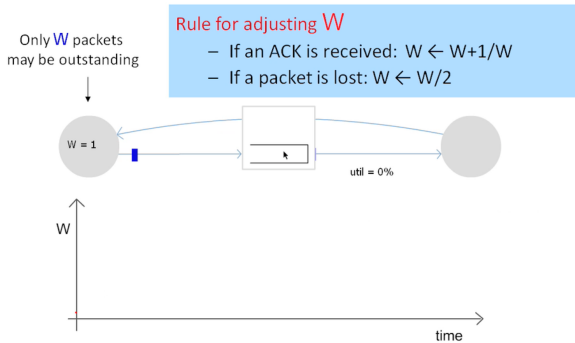 Only W packets
may be outstanding
Rule for adjusting W
– If an ACK is received: W ← W+1/W
– If a packet is lost: W ← W/2
W = 1
util = 0%
W
time